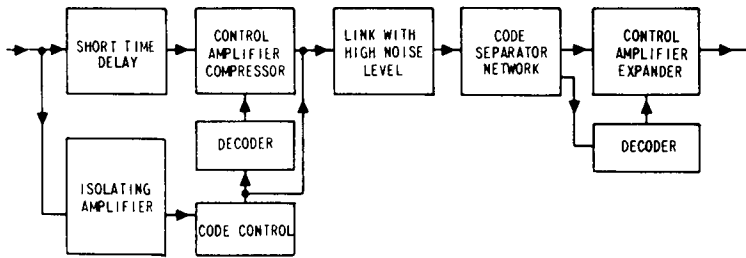 SHORT TIME
DELAY
CONTROL
AMPLIFIER
COMPRESSOR
LINK WITH
HIGH NOISE
LEVEL
CODE
SEPARATOR
NETWORK
CONTROL
AMPLIFIER
EXPANDER
DECODER
DECODER
ISOLATING
AMPLIFIER
CODE CONTROL